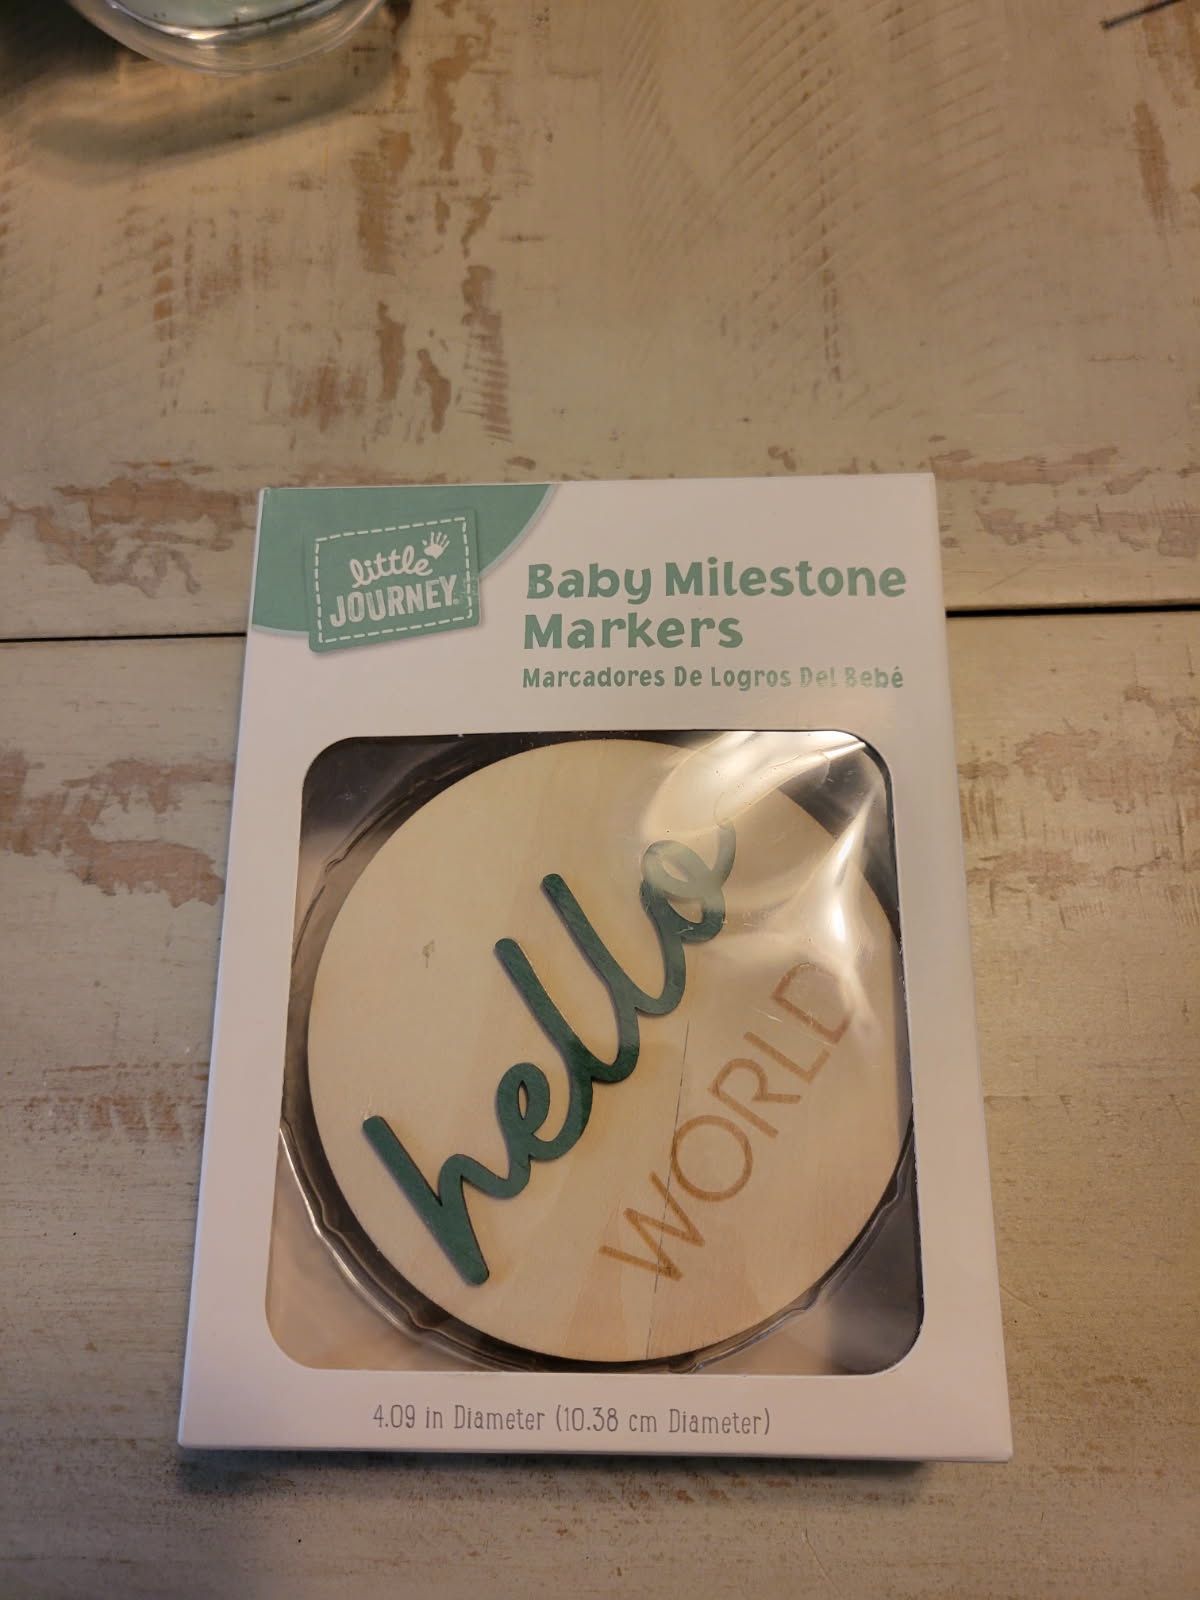 little
JOURNEY
Baby Milestone
Markers
Marcadores De Logros Del Bebé
hello
WORLD
4.09 in Diameter (10.38 cm Diameter)